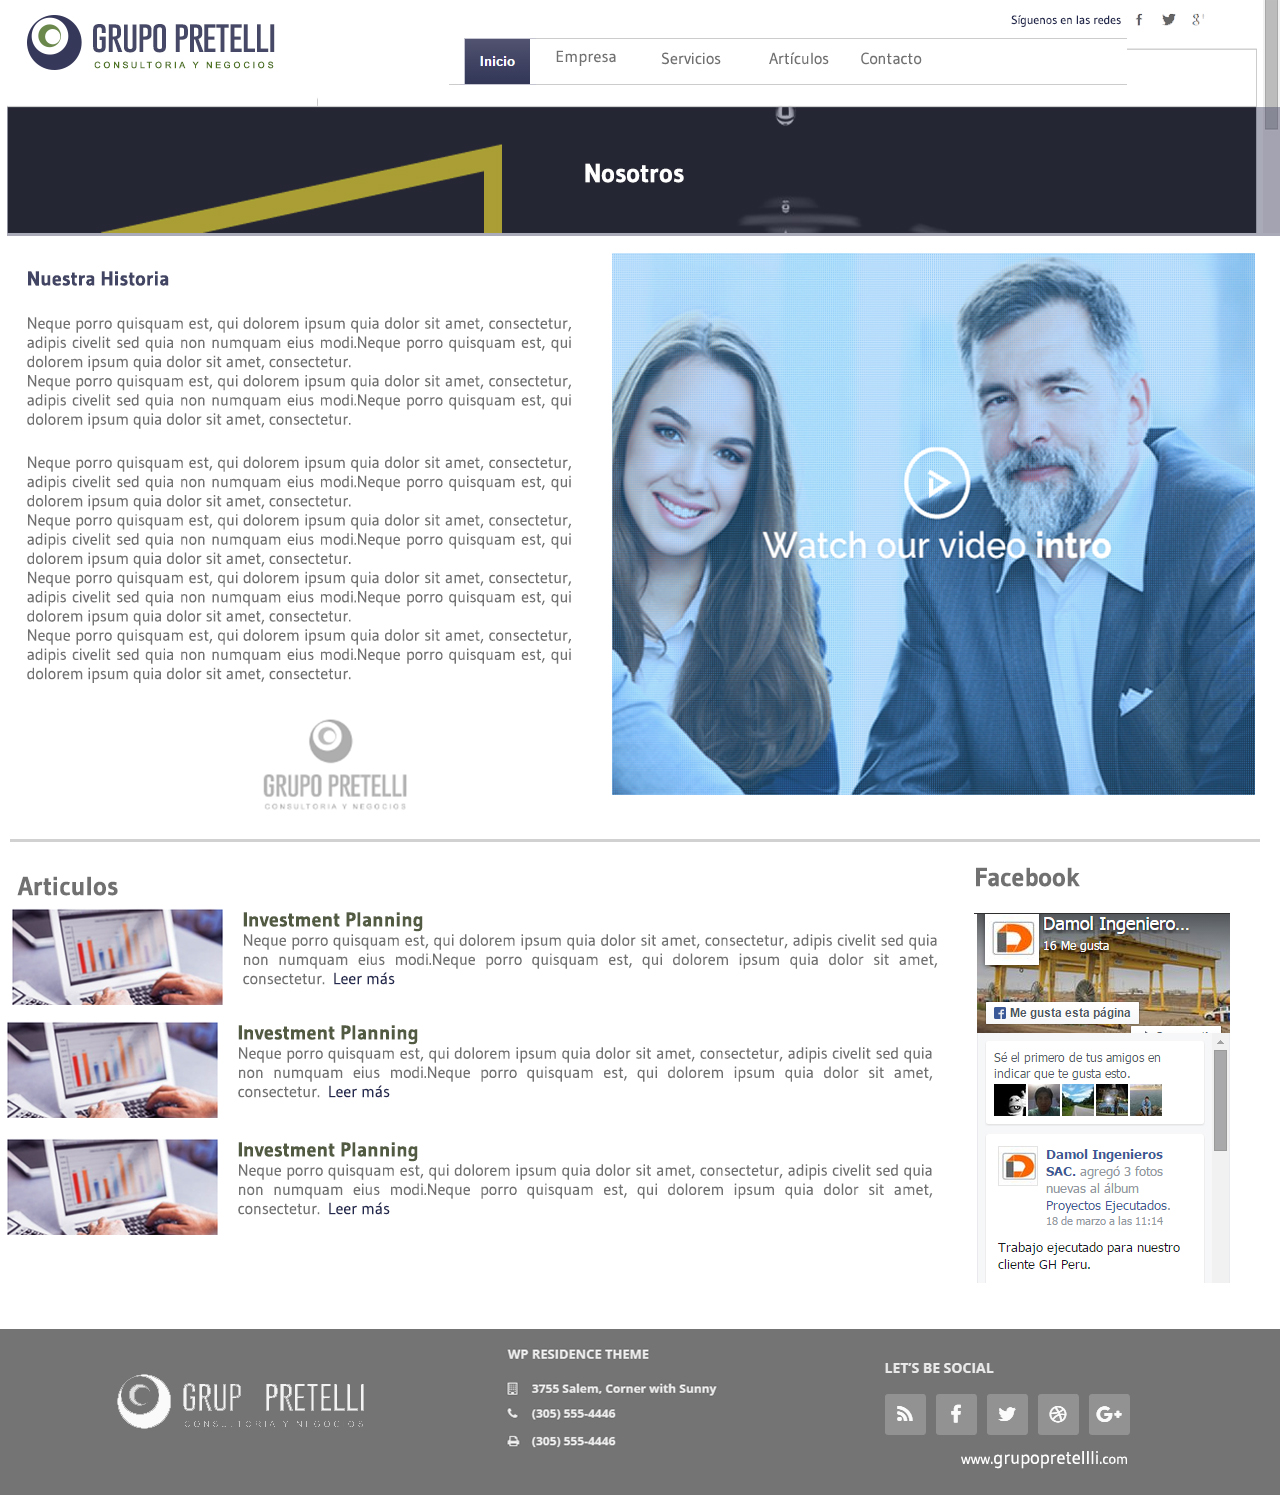 GRUPO PRETELLI
CONSULTORIA Y NEGOCIOS
Síguenos en las redes
Inicio
Empresa
Servicios
Artículos
Contacto
Nosotros
Nuestra Historia
Neque porro quisquam est, qui dolorem ipsum quia dolor sit amet, consectetur,
adipis civelit sed quia non numquam eius modi.Neque porro quisquam est, qui
dolorem ipsum quia dolor sit amet, consectetur.
Neque porro quisquam est, qui dolorem ipsum quia dolor sit amet, consectetur,
adipis civelit sed quia non numquam eius modi.Neque porro quisquam est, qui
dolorem ipsum quia dolor sit amet, consectetur.
Neque porro quisquam est, qui dolorem ipsum quia dolor sit amet, consectetur,
adipis civelit sed quia non numquam eius modi.Neque porro quisquam est, qui
dolorem ipsum quia dolor sit amet, consectetur.
Neque porro quisquam est, qui dolorem ipsum quia dolor sit amet, consectetur,
adipis civelit sed quia non numquam eius modi.Neque porro quisquam est, qui
dolorem ipsum quia dolor sit amet, consectetur.
Neque porro quisquam est, qui dolorem ipsum quia dolor sit amet, consectetur,
adipis civelit sed quia non numquam eius modi.Neque porro quisquam est, qui
dolorem ipsum quia dolor sit amet, consectetur.
Neque porro quisquam est, qui dolorem ipsum quia dolor sit amet, consectetur,
adipis civelit sed quia non numquam eius modi.Neque porro quisquam est, qui
dolorem ipsum quia dolor sit amet, consectetur.
GRUPO PRETELLI
CONSULTORIA Y NEGOCIOS
Watch our video intro
Articulos
Investment Planning
Neque porro quisquam est, qui dolorem ipsum quia dolor sit amet, consectetur, adipis civelit sed quia
non numquam eius modi.Neque porro quisquam est, qui dolorem ipsum quia dolor sit amet,
consectetur. Leer más
Investment Planning
Neque porro quisquam est, qui dolorem ipsum quia dolor sit amet, consectetur, adipis civelit sed quia
non numquam eius modi.Neque porro quisquam est, qui dolorem ipsum quia dolor sit amet,
consectetur. Leer más
Investment Planning
Neque porro quisquam est, qui dolorem ipsum quia dolor sit amet, consectetur, adipis civelit sed quia
non numquam eius modi.Neque porro quisquam est, qui dolorem ipsum quia dolor sit amet,
consectetur. Leer más
Facebook
Damol Ingeniero...
16 Me gusta
Me gusta esta página
Sé el primero de tus amigos en
indicar que te gusta esto.
Damol Ingenieros
SAC. agregó 3 fotos
nuevas al álbum
Proyectos Ejecutados.
18 de marzo a las 11:14
Trabajo ejecutado para nuestro
cliente GH Peru.
GRUP PRETELLI
CONSULTORIA Y NEGOCIOS
WP RESIDENCE THEME
3755 Salem, Corner with Sunny
(305) 555-4446
(305) 555-4446
LET'S BE SOCIAL
www.grupopretellli.com